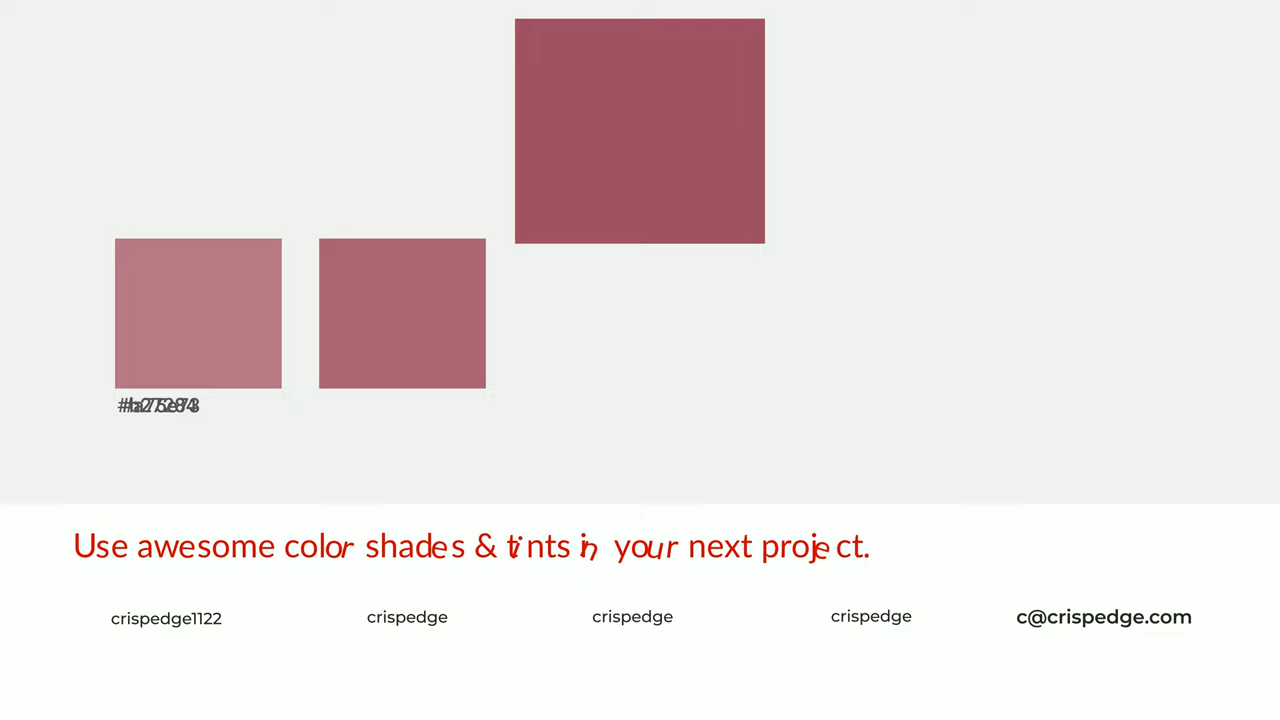 Use awesome color shades & tints in your next project.
crispedge1122 crispedge crispedge crispedge c@crispedge.com